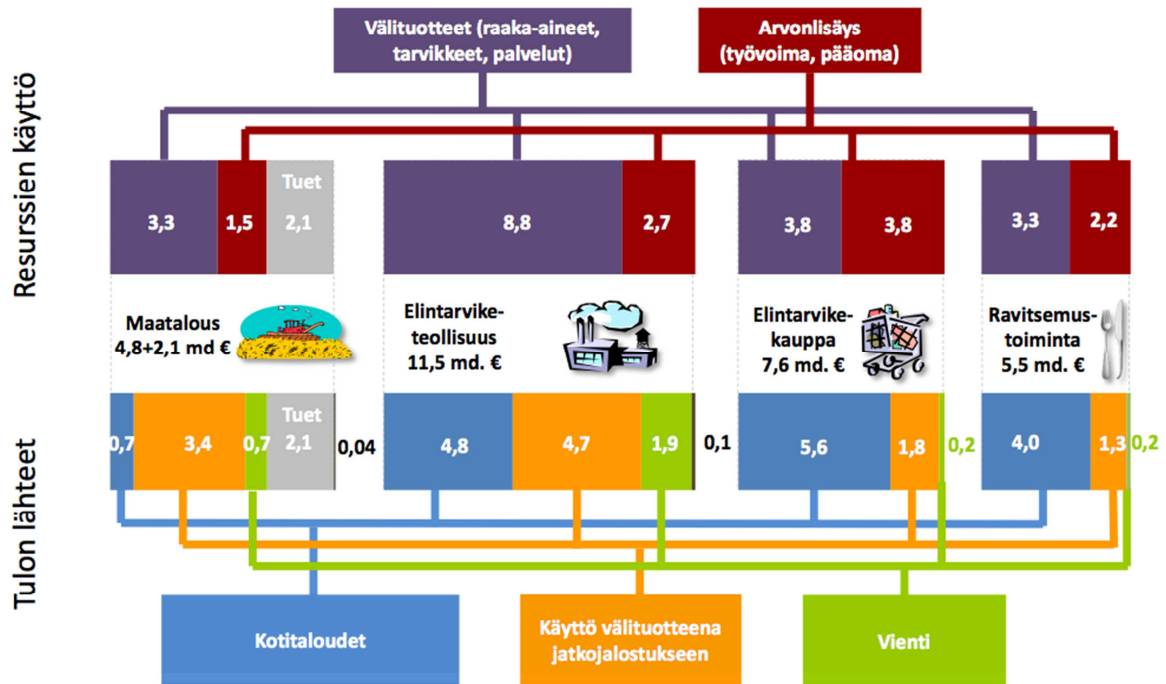 Välituotteet (raaka-aineet,
tarvikkeet, palvelut)
Arvonlisäys
(työvoima, pääoma)
Resurssien käyttö
3,3
1,5
Tuet
2,1
8,8
2,7
3,8
3,8
3,3
2,2
Maatalous
4,8+2,1 md €
Elintarvike-
teollisuus
11,5 md. €
Elintarvike-
kauppa
7,6 md. €
Ravitsemus-
toiminta
5,5 md. €
Tulon lähteet
0,7
3,4
0,7
Tuet
2,1
0,04
4,8
4,7
1,9
0,1
5,6
1,8
0,2
4,0
1,3
0,2
Kotitaloudet
Käyttö välituotteena
jatkojalostukseen
Vienti